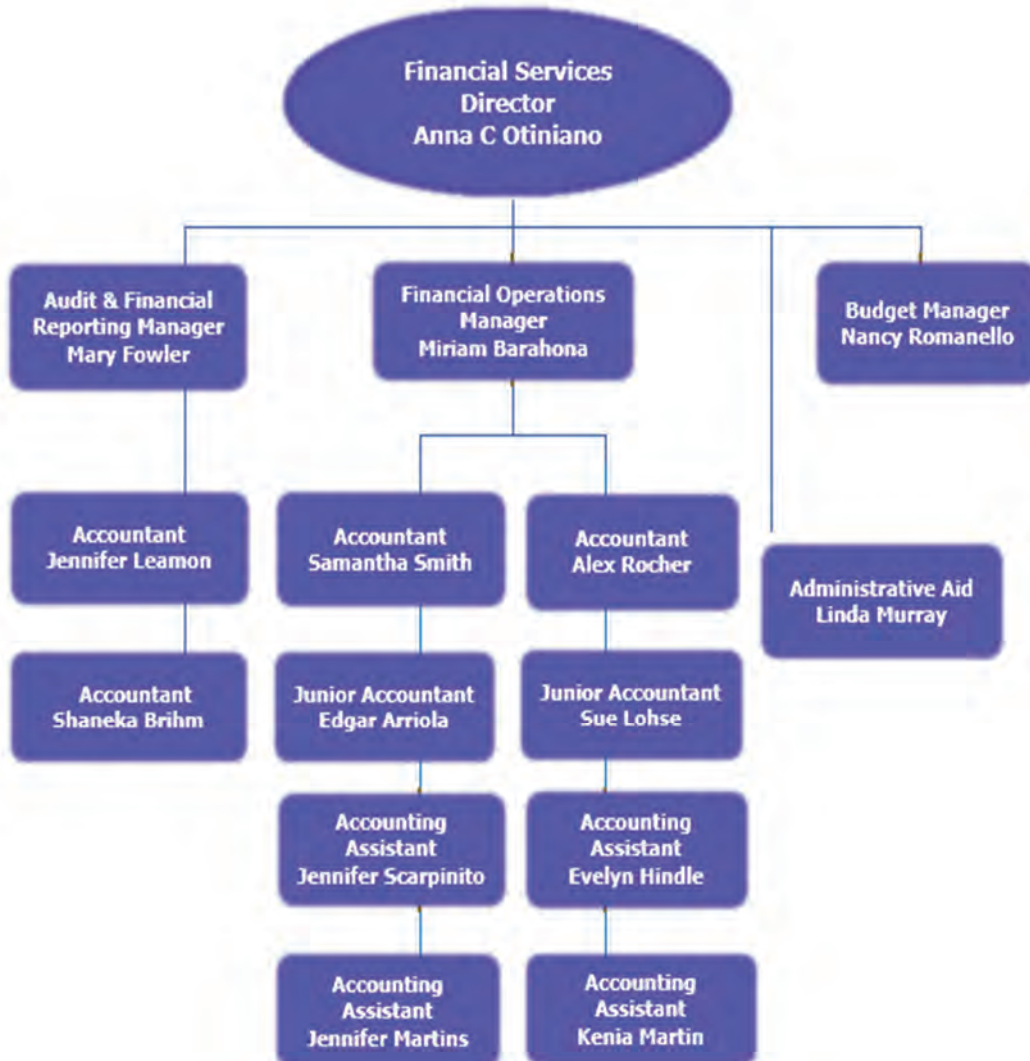 Financial Services
Director
Anna C Otiniano
Audit & Financial
Reporting Manager
Mary Fowler
Financial Operations
Manager
Miriam Barahona
Budget Manager
Nancy Romanello
Accountant
Jennifer Leamon
Accountant
Samantha Smith
Accountant
Alex Rocher
Administrative Aid
Linda Murray
Accountant
Shaneka Brihm
Junior Accountant
Edgar Arriola
Junior Accountant
Sue Lohse
Accounting
Assistant
Jennifer Scarpinito
Accounting
Assistant
Evelyn Hindle
Accounting
Assistant
Jennifer Martins
Accounting
Assistant
Kenia Martin